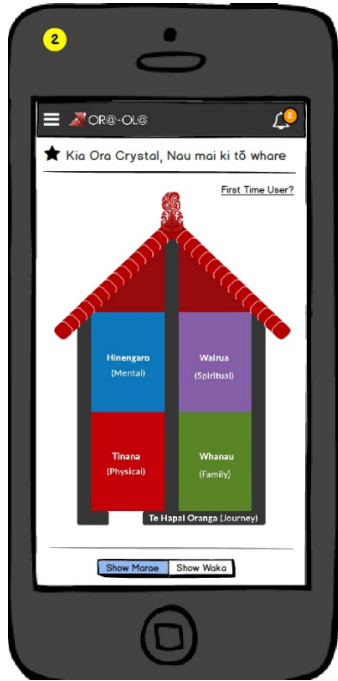 2
OR@-OL@
2
Kia Ora Crystal, Nau mai ki tō whare
First Time User?
Hinengaro
(Mental)
Wairua
(Spiritual)
Tinana
(Physical)
Whanau
(Family)
Te Hapai Oranga (Journey)
Show Marae
Show Waka